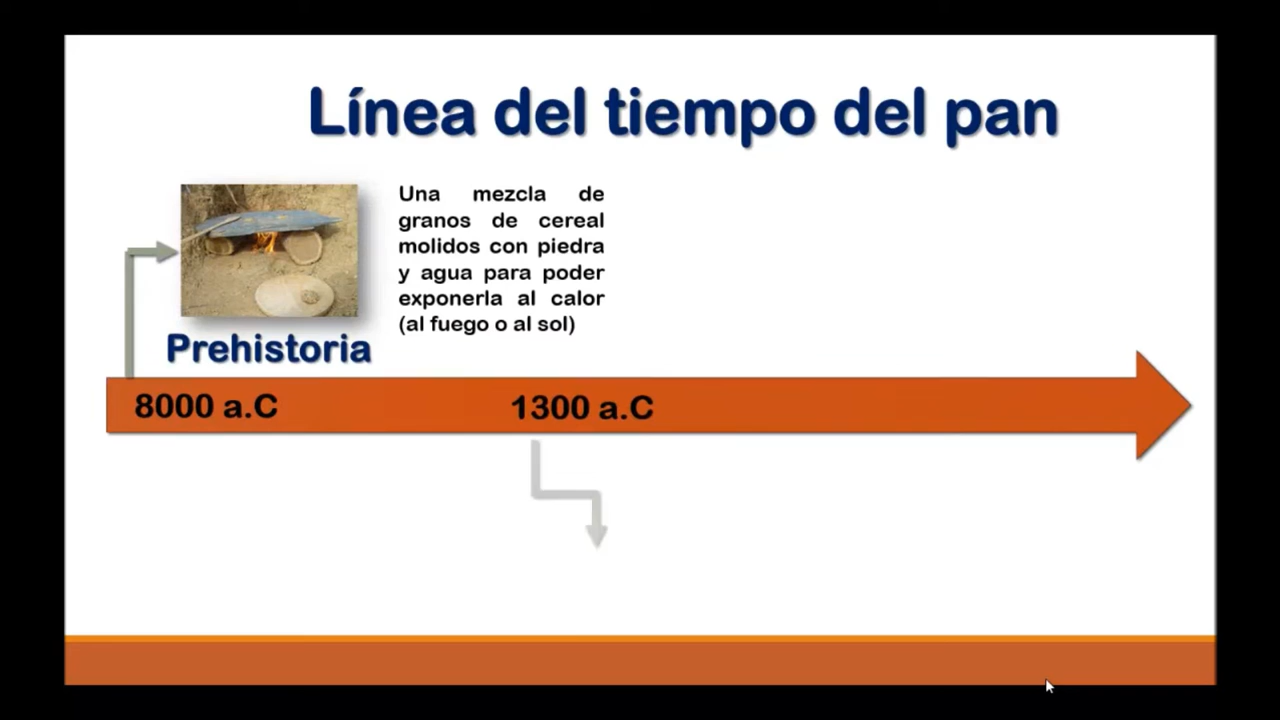 Línea del tiempo del pan
Una mezcla de
granos de cereal
molidos con piedra
y agua para poder
exponerla al calor
(al fuego o al sol)
Prehistoria
8000 a.C
1300 a.C